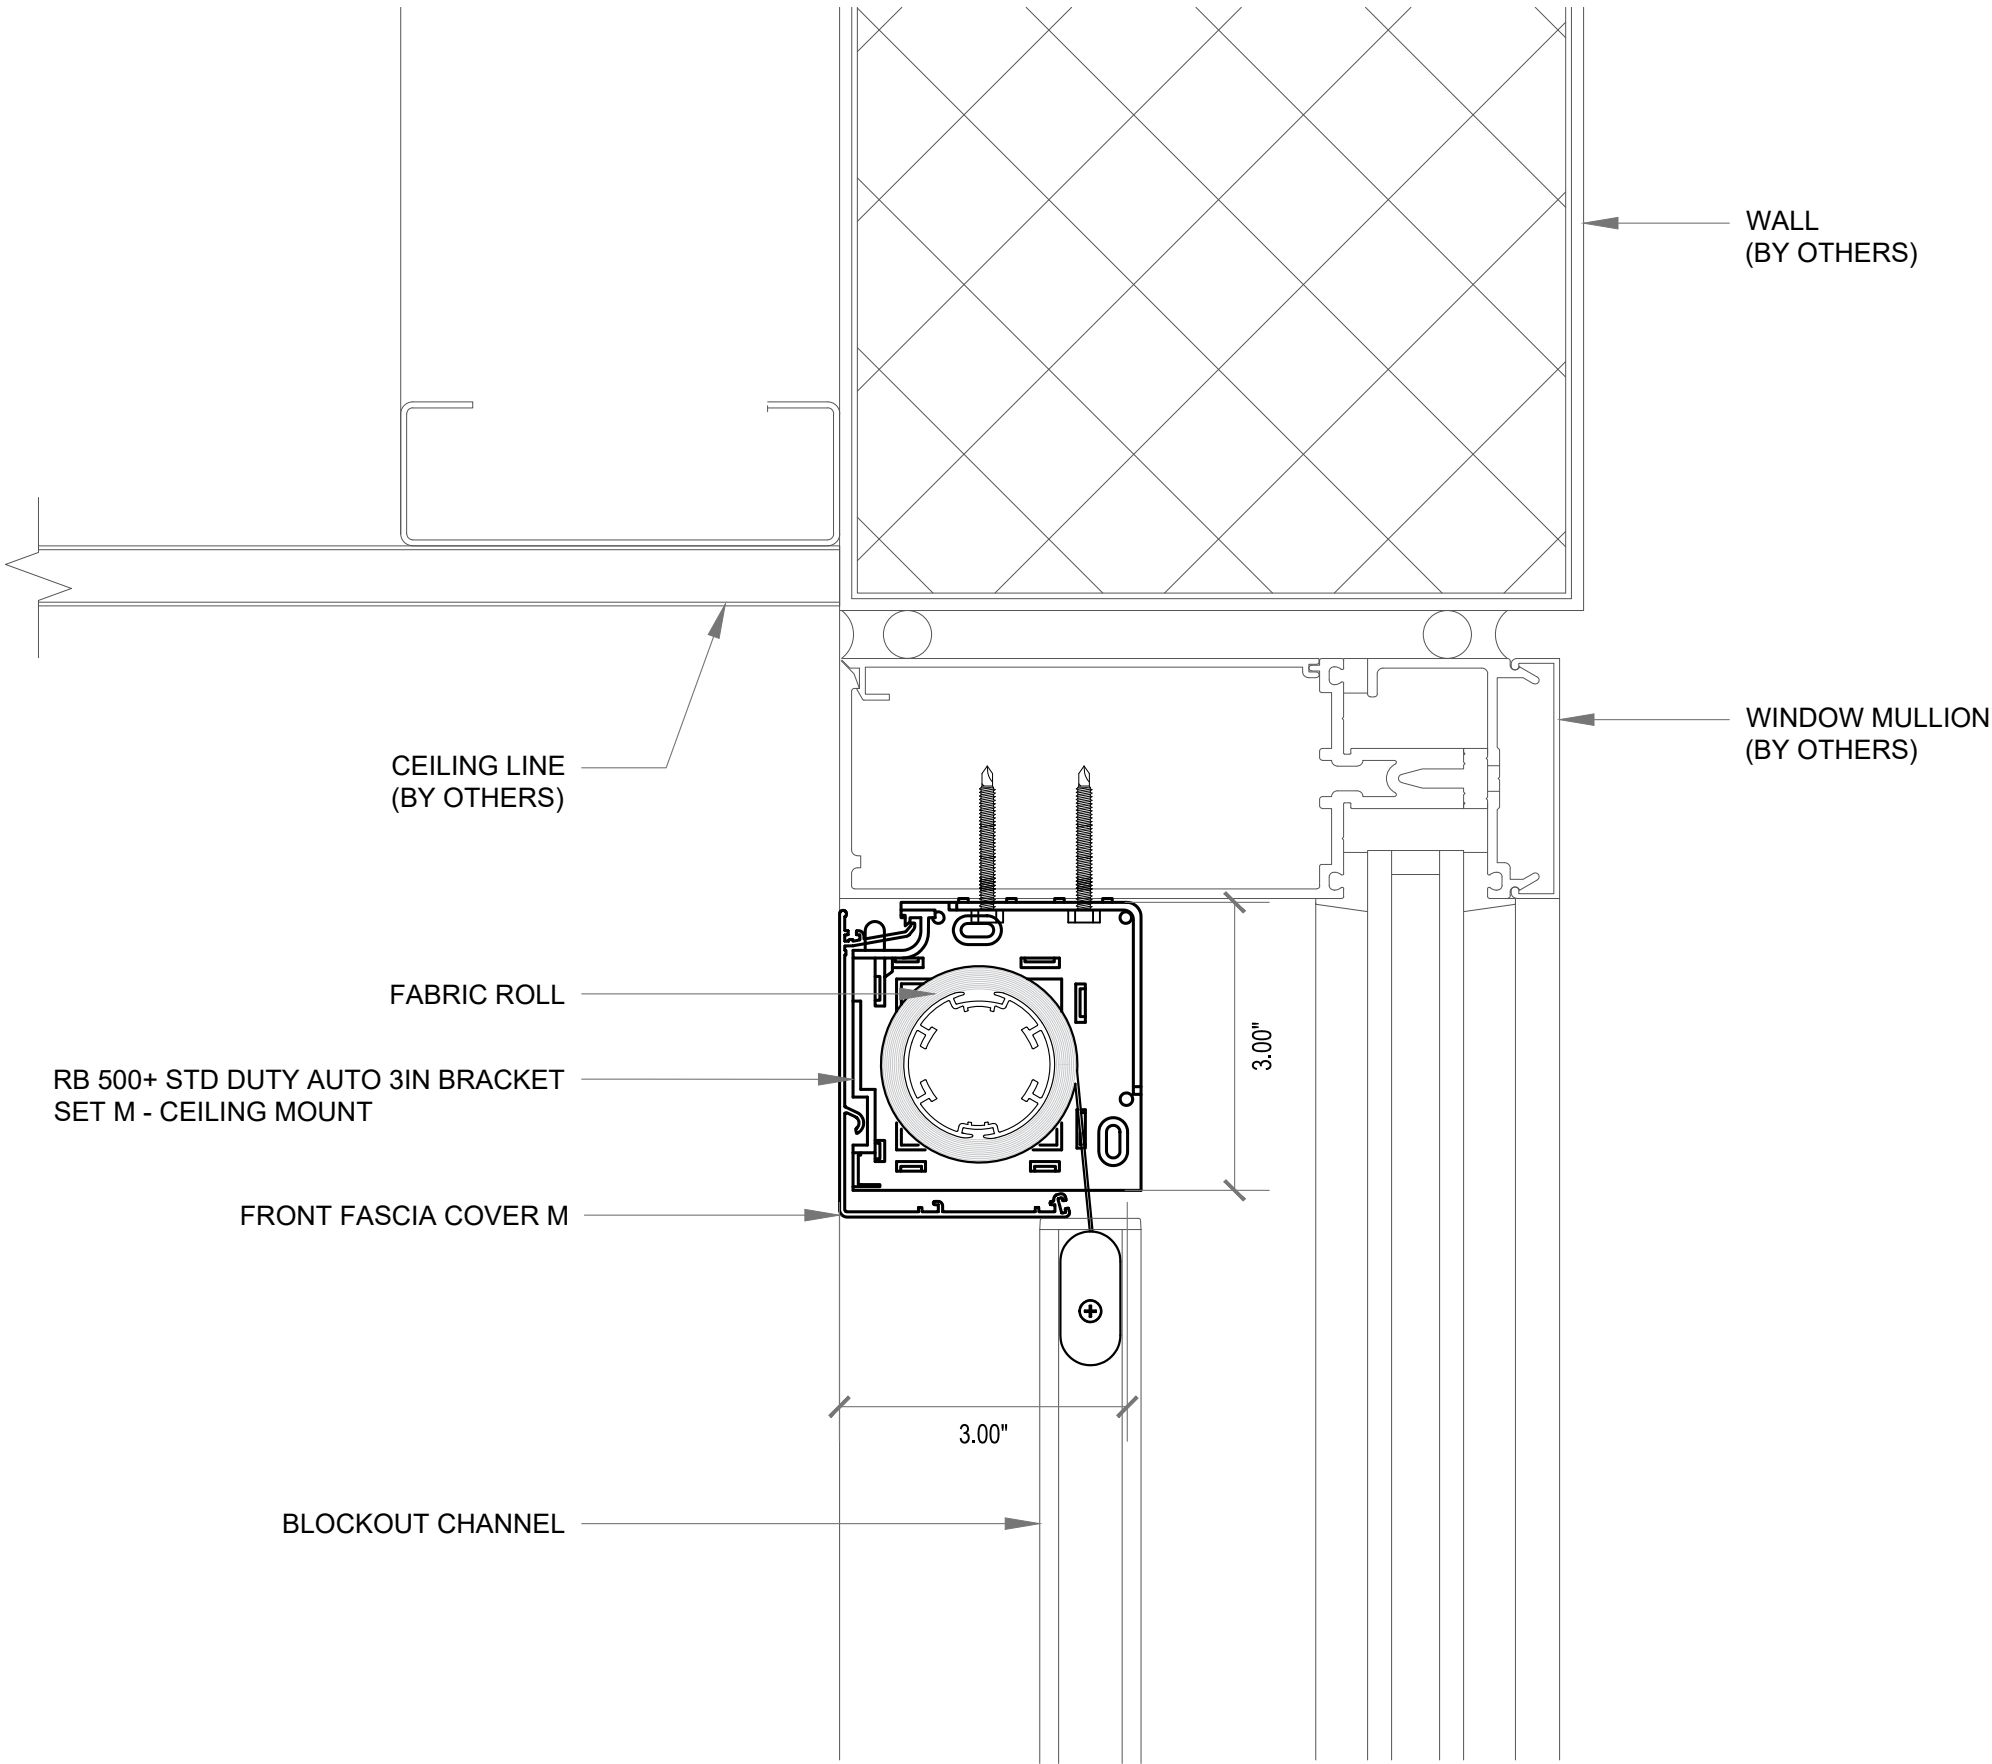 WALL
(BY OTHERS)
WINDOW MULLION
(BY OTHERS)
CEILING LINE
(BY OTHERS)
FABRIC ROLL
3.00"
RB 500+ STD DUTY AUTO 3IN BRACKET
SET M - CEILING MOUNT
FRONT FASCIA COVER M
3.00"
BLOCKOUT CHANNEL